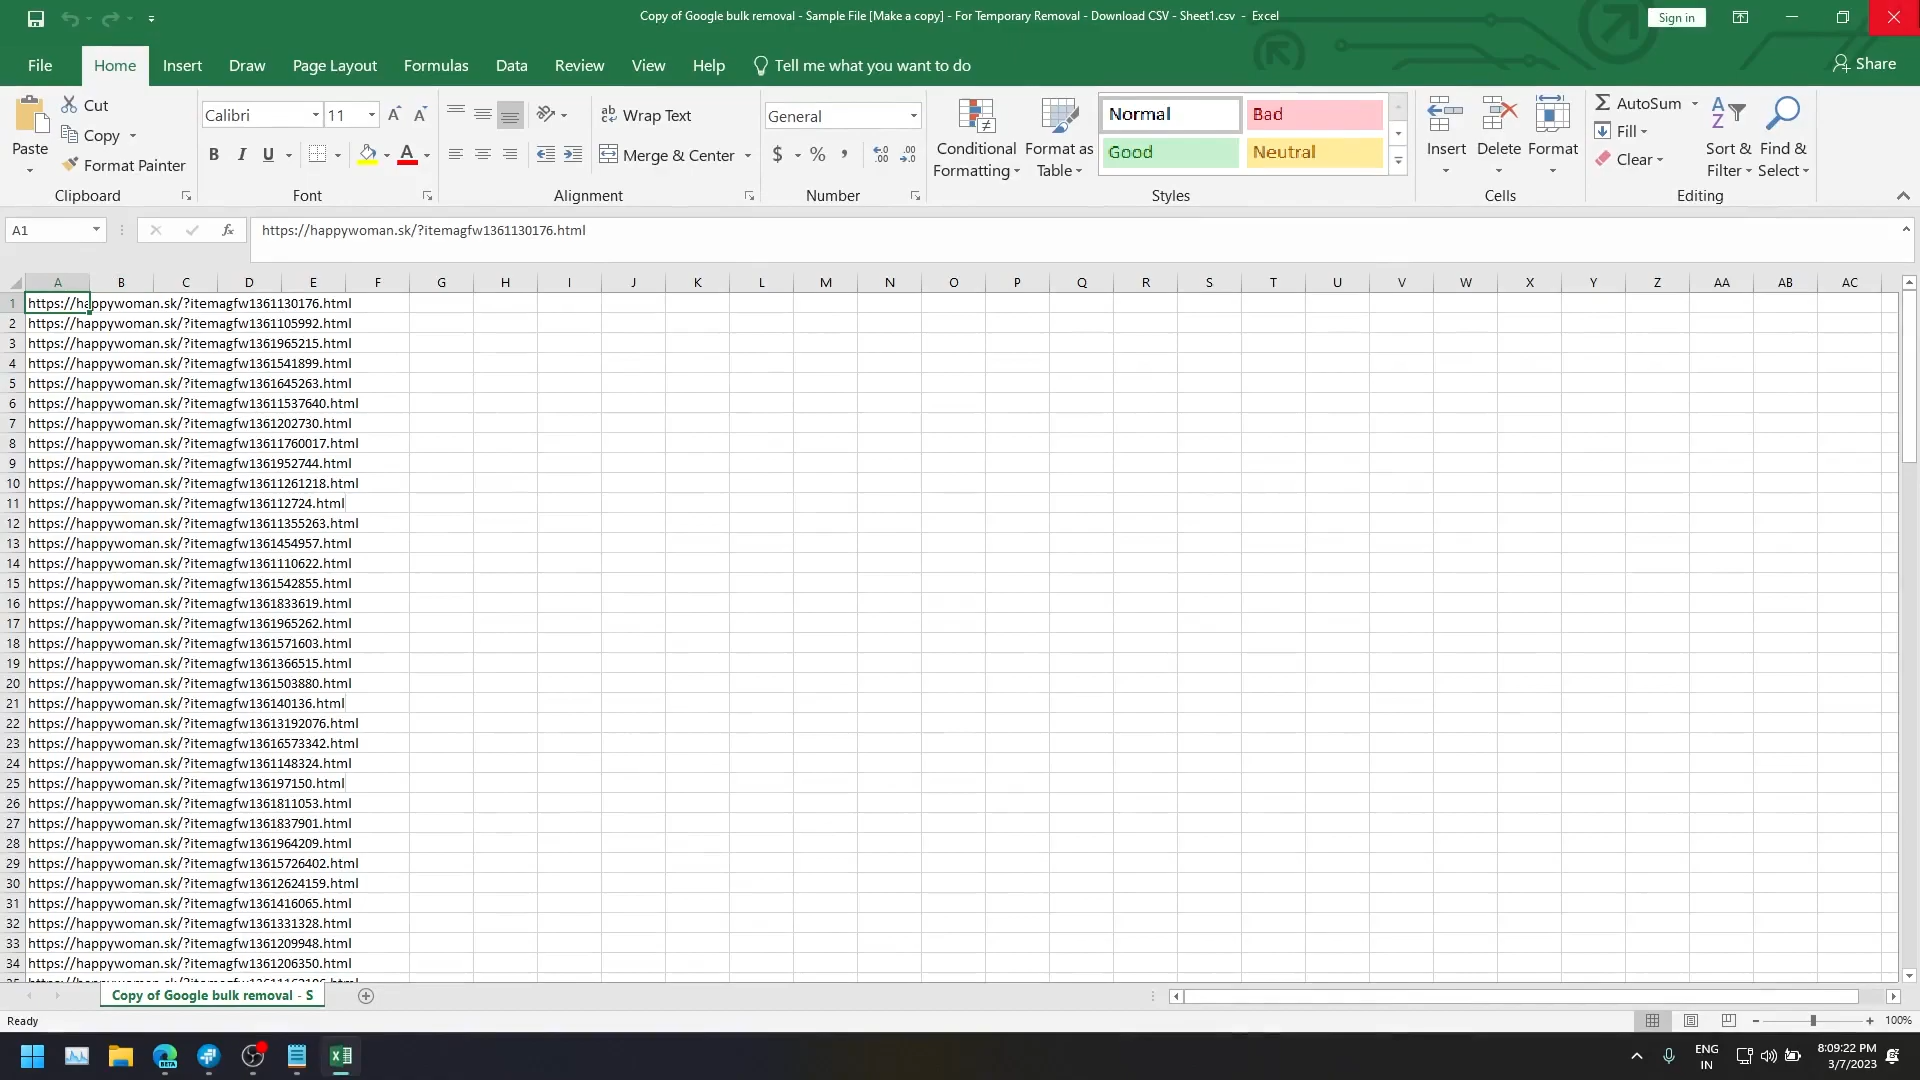 Copy of Google bulk removal - Sample File [Make a copy] - For Temporary Removal - Download CSV - Sheet1.csv - Excel
Sign in
File Home Insert Draw Page Layout Formulas Data Review View Help Tell me what you want to do
Share
Paste
Cut
Copy
Format Painter
Clipboard
Calibri 11
B I U
Font
Wrap Text
Merge & Center
Alignment
General
$ % ,
Number
Conditional Formatting
Format as Table
Normal Bad
Good Neutral
Styles
Insert Delete Format
Cells
AutoSum
Fill
Clear
Sort & Filter
Find & Select
Editing
A1 fx https://happywoman.sk/?itemagfw1361130176.html
A B C D E F G H I J K L M N O P Q R S T U V W X Y Z AA AB AC
1 https://happywoman.sk/?itemagfw1361130176.html
2 https://happywoman.sk/?itemagfw1361105992.html
3 https://happywoman.sk/?itemagfw1361965215.html
4 https://happywoman.sk/?itemagfw1361541899.html
5 https://happywoman.sk/?itemagfw1361645263.html
6 https://happywoman.sk/?itemagfw13611537640.html
7 https://happywoman.sk/?itemagfw1361202730.html
8 https://happywoman.sk/?itemagfw13611760017.html
9 https://happywoman.sk/?itemagfw1361952744.html
10 https://happywoman.sk/?itemagfw13611261218.html
11 https://happywoman.sk/?itemagfw136112724.html
12 https://happywoman.sk/?itemagfw13611355263.html
13 https://happywoman.sk/?itemagfw1361454957.html
14 https://happywoman.sk/?itemagfw1361110622.html
15 https://happywoman.sk/?itemagfw1361542855.html
16 https://happywoman.sk/?itemagfw1361833619.html
17 https://happywoman.sk/?itemagfw1361965262.html
18 https://happywoman.sk/?itemagfw1361571603.html
19 https://happywoman.sk/?itemagfw1361366515.html
20 https://happywoman.sk/?itemagfw1361503880.html
21 https://happywoman.sk/?itemagfw136140136.html
22 https://happywoman.sk/?itemagfw13613192076.html
23 https://happywoman.sk/?itemagfw13616573342.html
24 https://happywoman.sk/?itemagfw1361148324.html
25 https://happywoman.sk/?itemagfw136197150.html
26 https://happywoman.sk/?itemagfw1361811053.html
27 https://happywoman.sk/?itemagfw1361837901.html
28 https://happywoman.sk/?itemagfw1361964209.html
29 https://happywoman.sk/?itemagfw13615726402.html
30 https://happywoman.sk/?itemagfw13612624159.html
31 https://happywoman.sk/?itemagfw1361416065.html
32 https://happywoman.sk/?itemagfw1361331328.html
33 https://happywoman.sk/?itemagfw1361209948.html
34 https://happywoman.sk/?itemagfw1361206350.html
Copy of Google bulk removal - S
Ready
100%
BETA
ENG
IN
8:09:22 PM
3/7/2023